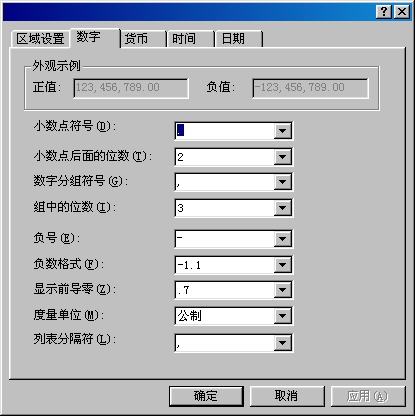 区域设置 数字 货币 时间 日期
外观示例
正值: 123,456,789.00 负值: -123,456,789.00
小数点符号(D): .
小数点后面的位数(T): 2
数字分组符号(G): ,
组中的位数(I): 3
负号(E): -
负数格式(F): -1.1
显示前导零(Z): .7
度量单位(M): 公制
列表分隔符(L): ,
确定 取消 应用(A)